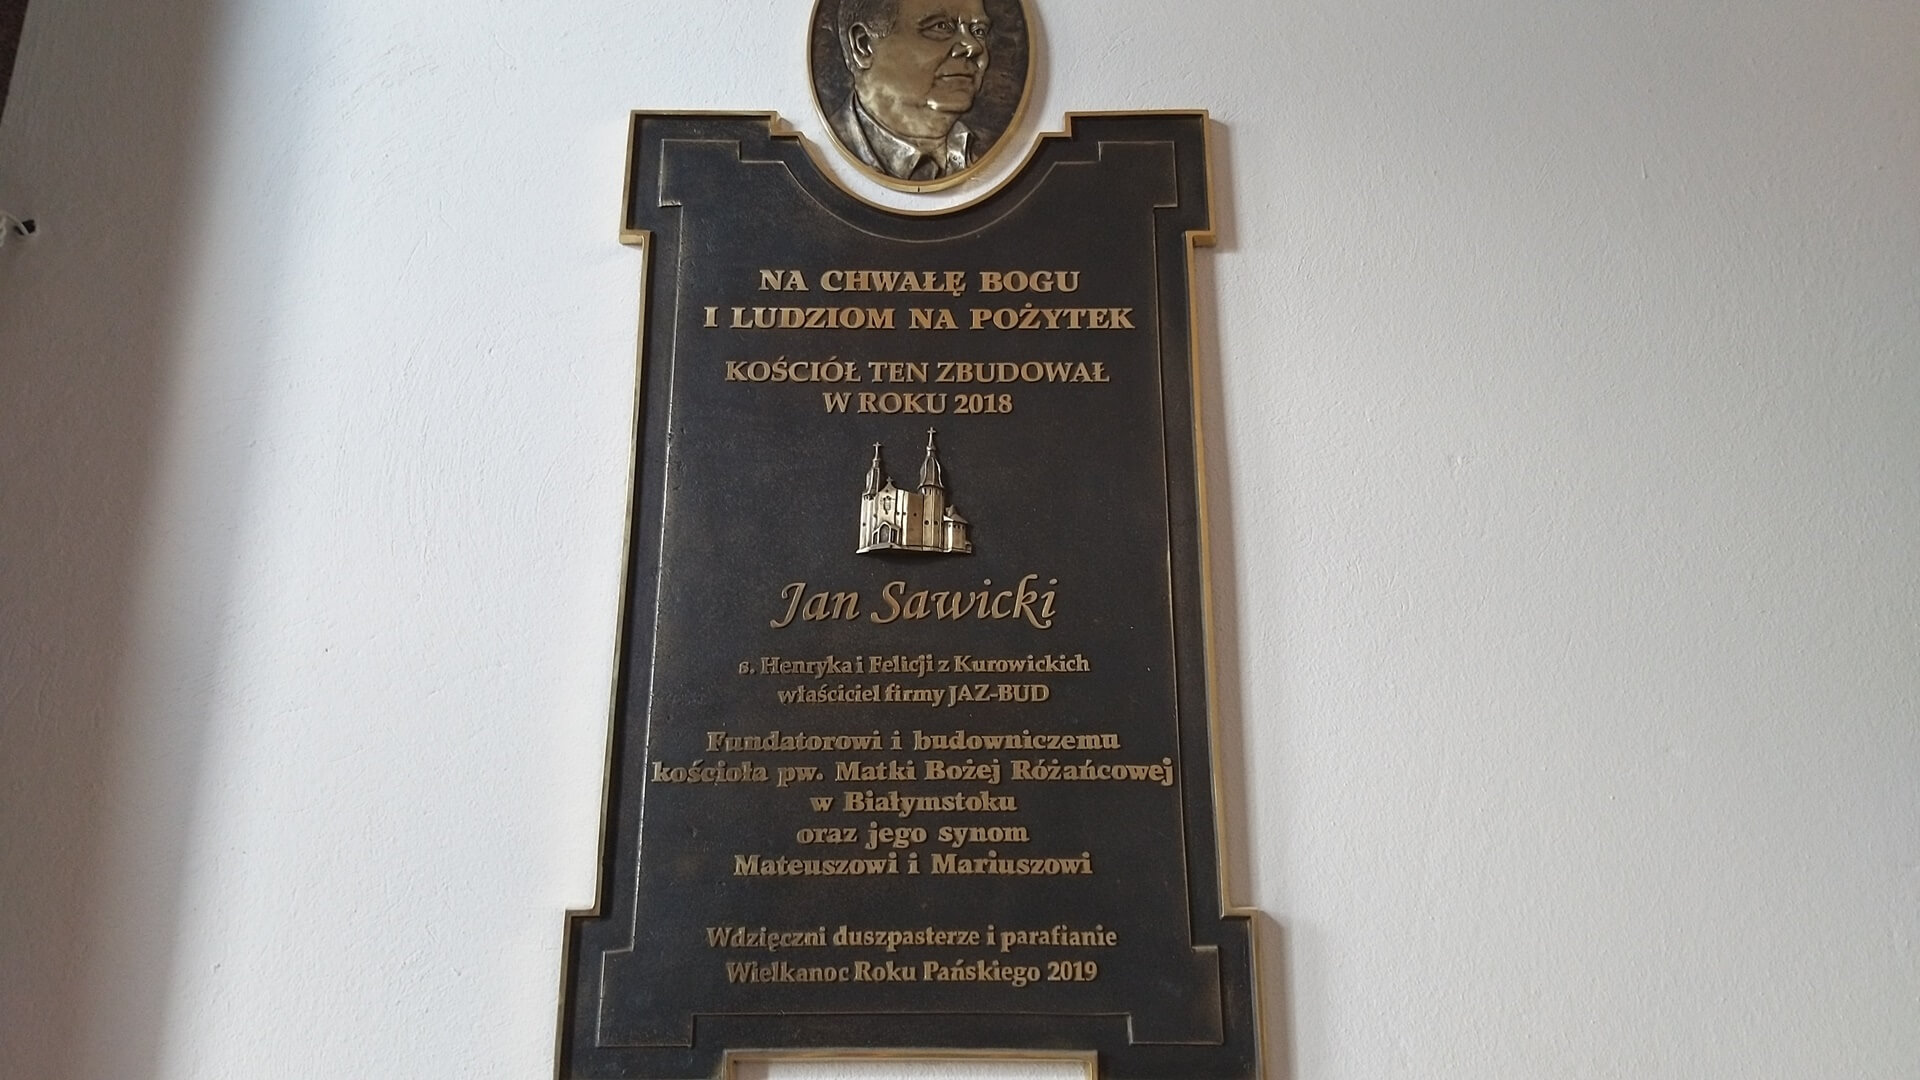 NA CHWAŁĘ BOGU
I LUDZIOM NA POŻYTEK
KOŚCIÓŁ TEN ZBUDOWAŁ
W ROKU 2018
Jan Sawicki
s. Henryka i Felicji z Kurowickich
właściciel firmy JAZ-BUD
Fundatorowi i budowniczemu
kościoła pw. Matki Bożej Różańcowej
w Białymstoku
oraz jego synom
Mateuszowi i Mariuszowi
Wdzięczni duszpasterze i parafianie
Wielkanoc Roku Pańskiego 2019